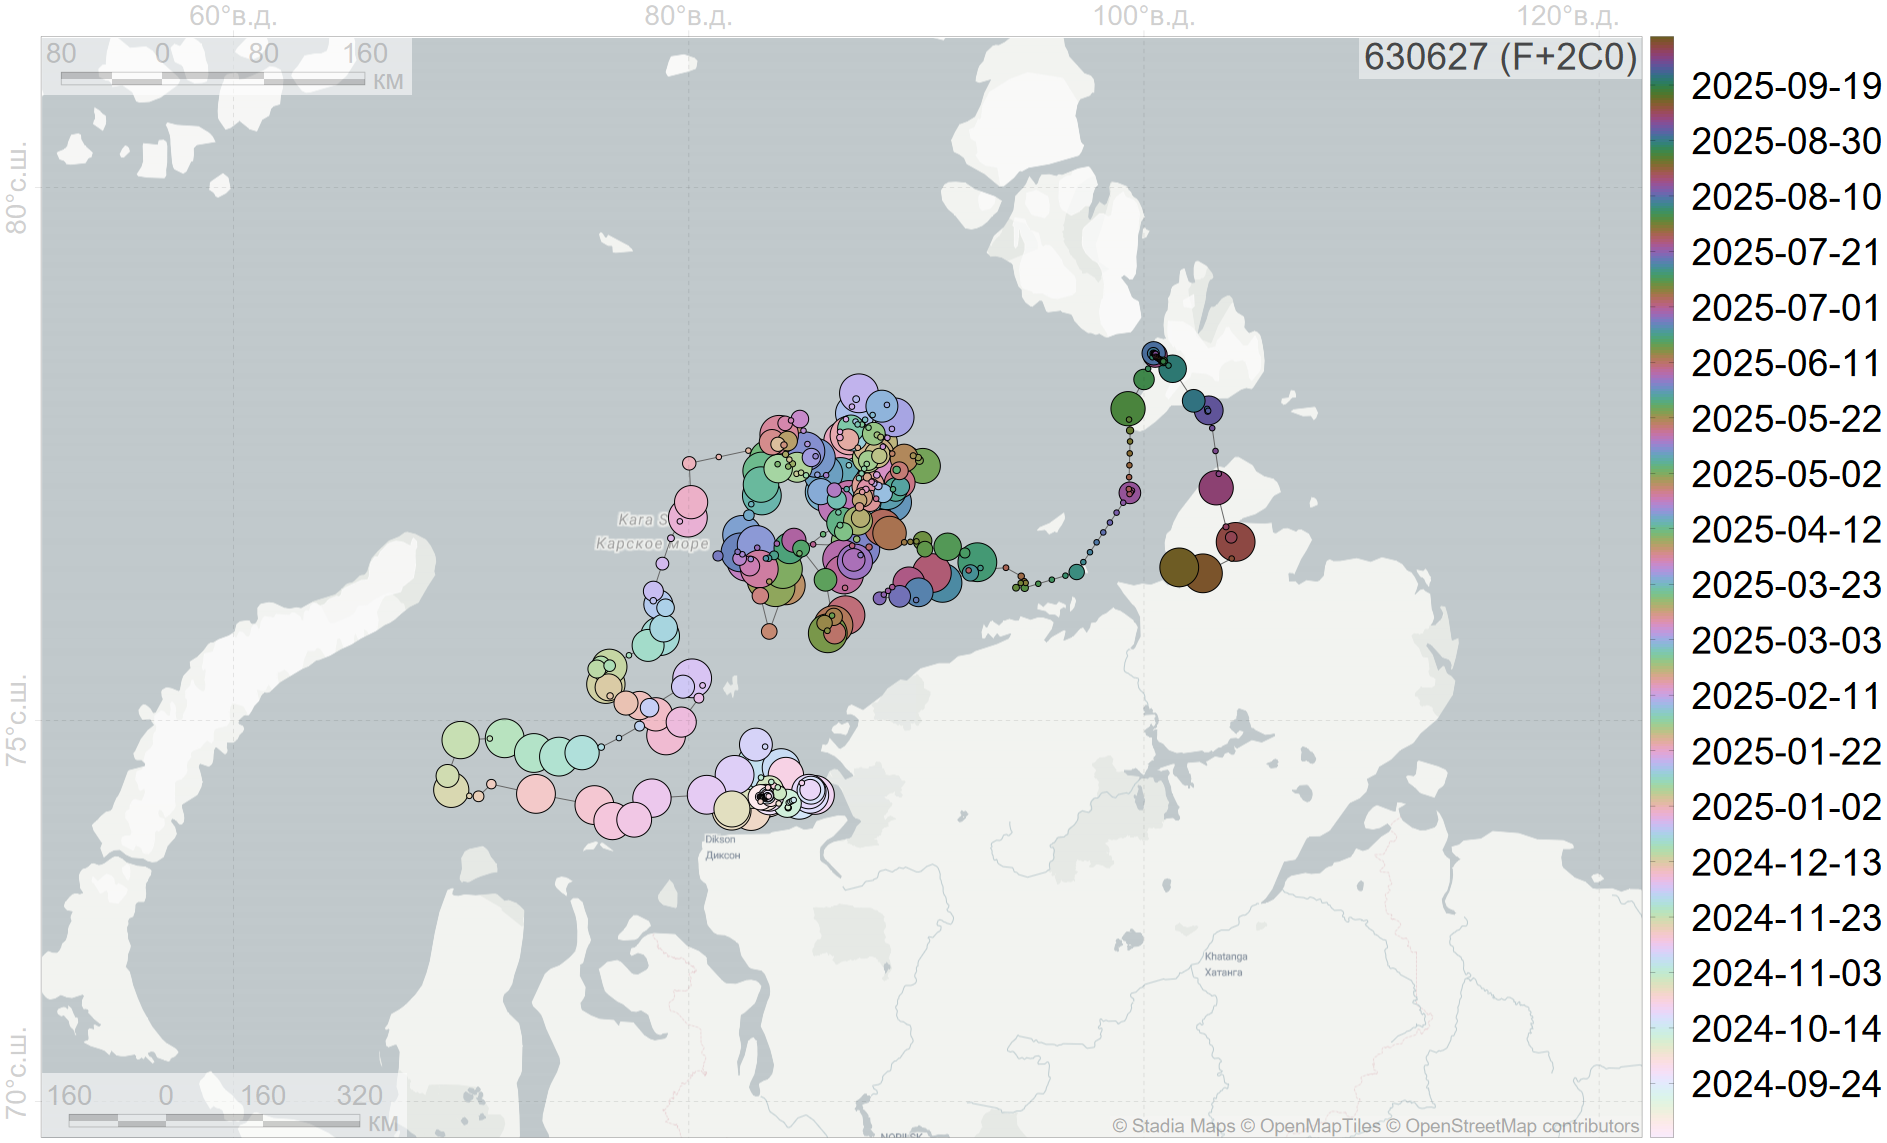 60°в.д.
80°в.д.
100°в.д.
120°в.д.
80 0 80 160
км
630627 (F+2C0)
80°с.ш.
75°с.ш.
70°с.ш.
Kara S
Карское море
Dikson
Диксон
Khatanga
Хатанга
160 0 160 320
км
© Stadia Maps © OpenMapTiles © OpenStreetMap contributors
2025-09-19
2025-08-30
2025-08-10
2025-07-21
2025-07-01
2025-06-11
2025-05-22
2025-05-02
2025-04-12
2025-03-23
2025-03-03
2025-02-11
2025-01-22
2025-01-02
2024-12-13
2024-11-23
2024-11-03
2024-10-14
2024-09-24